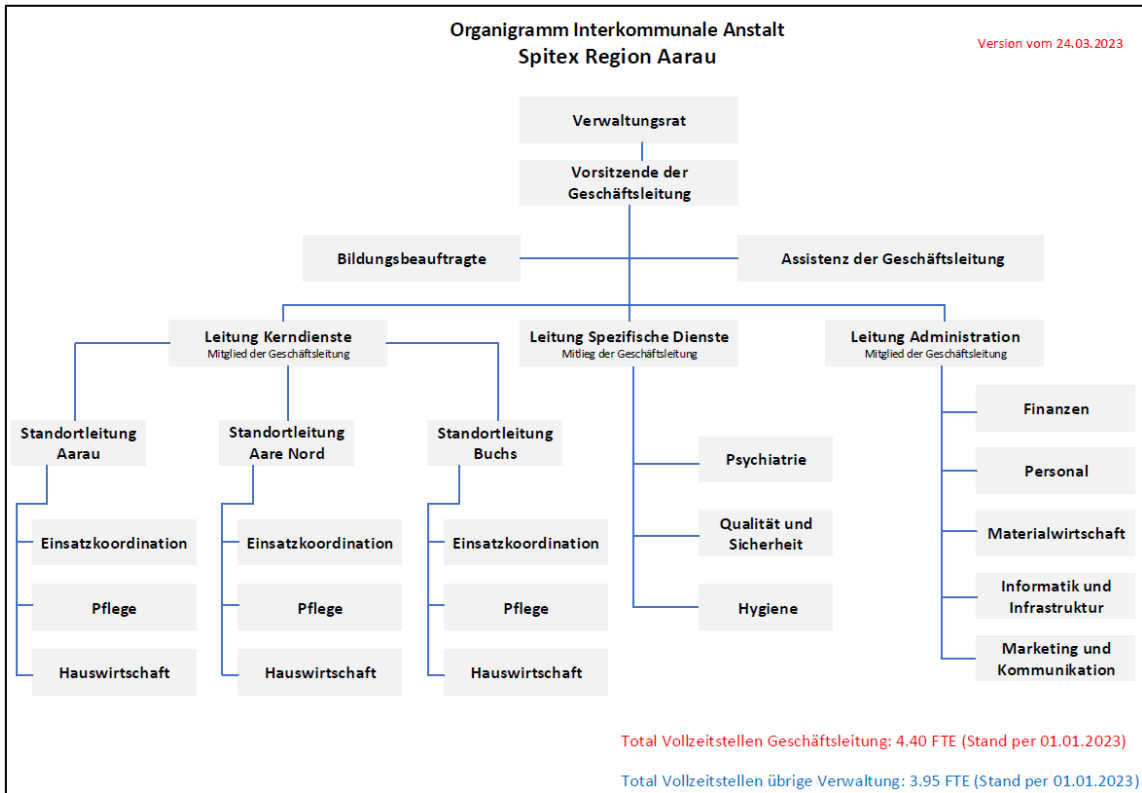 Organigramm Interkommunale Anstalt
Spitex Region Aarau
Version vom 24.03.2023
Verwaltungsrat
Vorsitzende der
Geschäftsleitung
Bildungsbeauftragte
Assistenz der Geschäftsleitung
Leitung Kerndienste
Mitglied der Geschäftsleitung
Leitung Spezifische Dienste
Mitlieg der Geschäftsleitung
Leitung Administration
Mitglied der Geschäftsleitung
Standortleitung
Aarau
Standortleitung
Aare Nord
Standortleitung
Buchs
Einsatzkoordination
Pflege
Hauswirtschaft
Einsatzkoordination
Pflege
Hauswirtschaft
Einsatzkoordination
Pflege
Hauswirtschaft
Psychiatrie
Qualität und
Sicherheit
Hygiene
Finanzen
Personal
Materialwirtschaft
Informatik und
Infrastruktur
Marketing und
Kommunikation
Total Vollzeitstellen Geschäftsleitung: 4.40 FTE (Stand per 01.01.2023)
Total Vollzeitstellen übrige Verwaltung: 3.95 FTE (Stand per 01.01.2023)